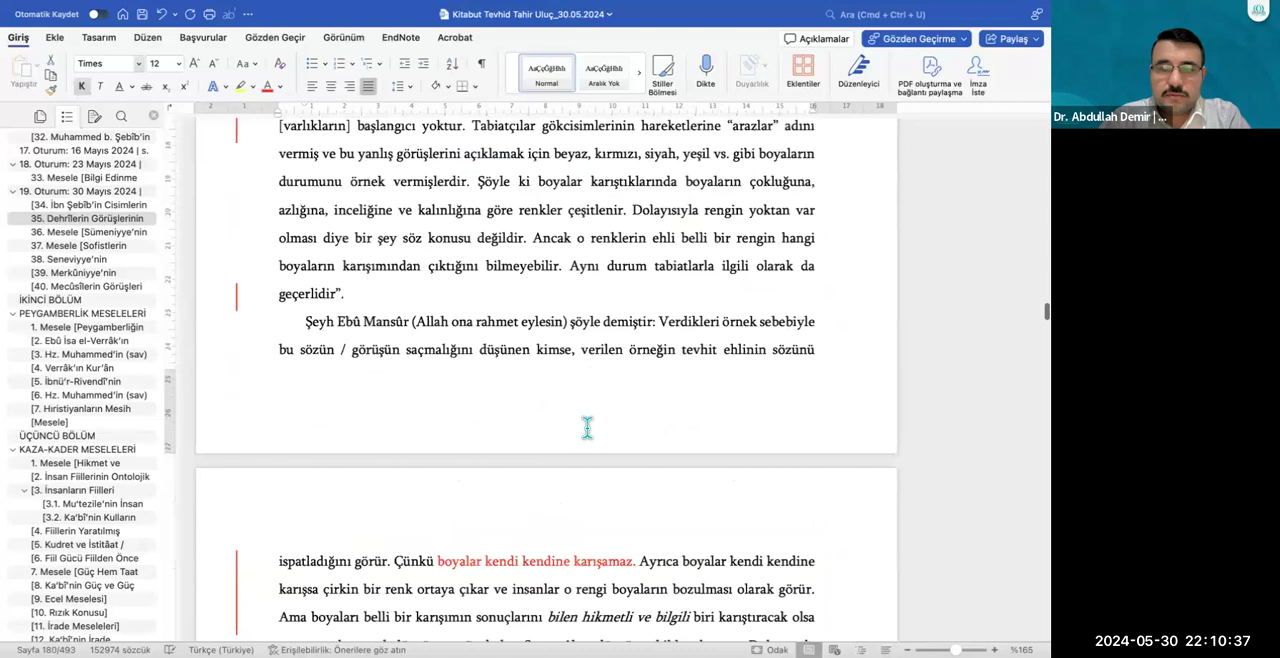 Otomatik Kaydet
Kitabut Tevhid Tahir Uluç_30.05.2024
Ara (Cmd + Ctrl + U)
Giriş Ekle Tasarım Düzen Başvurular Gözden Geçir Görünüm EndNote Acrobat
Açıklamalar Gözden Geçirme Paylaş
Yapıştır
Times 12
AaÇçĞğHh AaÇçĞğHh
Normal Aralık Yok
Stiller Bölmesi
Dikte
Duyarlılık
Eklentiler
Düzenleyici
PDF oluşturma ve bağlantı paylaşma
İmza İste
[32. Muhammed b. Şebîb’in
17. Oturum: 16 Mayıs 2024 | s.
18. Oturum: 23 Mayıs 2024 |
33. Mesele [Bilgi Edinme
19. Oturum: 30 Mayıs 2024 |
[34. İbn Şebîb’in Cisimlerin
35. Dehrîlerin Görüşlerinin
36. Mesele [Sümeniyye’nin
37. Mesele [Sofistlerin
38. Seneviyye’nin
[39. Merkûniyye’nin
[40. Mecûsîlerin Görüşleri
İKİNCİ BÖLÜM
PEYGAMBERLİK MESELELERİ
1. Mesele [Peygamberliğin
[2. Ebû İsa el-Verrâk’ın
[3. Hz. Muhammed’in (sav)
[4. Verrâk’ın Kur’ân
[5. İbnü’r-Rivendî’nin
[6. Hz. Muhammed’in (sav)
[7. Hıristiyanların Mesih
[Mesele]
ÜÇÜNCÜ BÖLÜM
KAZA-KADER MESELELERİ
1. Mesele [Hikmet ve
[2. İnsan Fiillerinin Ontolojik
[3. İnsanların Fiilleri
[3.1. Mu‘tezile’nin İnsan
[3.2. Ka‘bî’nin Kulların
[4. Fiillerin Yaratılmış
[5. Kudret ve İstitâat /
[6. Fiil Gücü Fiilden Önce
7. Mesele [Güç Hem Taat
[8. Ka‘bî’nin Güç ve Güç
[9. Ecel Meselesi]
[10. Rızık Konusu]
[11. İrade Meseleleri]
[12. Ka‘bî’nin İrade
[varlıkların] başlangıcı yoktur. Tabiatçılar gökcisimlerinin hareketlerine “arazlar” adını
vermiş ve bu yanlış görüşlerini açıklamak için beyaz, kırmızı, siyah, yeşil vs. gibi boyaların
durumunu örnek vermişlerdir. Şöyle ki boyalar karıştıklarında boyaların çokluğuna,
azlığına, inceliğine ve kalınlığına göre renkler çeşitlenir. Dolayısıyla rengin yoktan var
olması diye bir şey söz konusu değildir. Ancak o renklerin ehli belli bir rengin hangi
boyaların karışımından çıktığını bilmeyebilir. Aynı durum tabiatlarla ilgili olarak da
geçerlidir”.
Şeyh Ebû Mansûr (Allah ona rahmet eylesin) şöyle demiştir: Verdikleri örnek sebebiyle
bu sözün / görüşün saçmalığını düşünen kimse, verilen örneğin tevhit ehlinin sözünü
ispatladığını görür. Çünkü boyalar kendi kendine karışamaz. Ayrıca boyalar kendi kendine
karışsa çirkin bir renk ortaya çıkar ve insanlar o rengi boyaların bozulması olarak görür.
Ama boyaları belli bir karışımın sonuçlarını bilen hikmetli ve bilgili biri karıştıracak olsa
Sayfa 180/493 152974 sözcük Türkçe (Türkiye) Erişilebilirlik: Önerilere göz atın Odak %165
Dr. Abdullah Demir | ...
2024-05-30 22:10:37